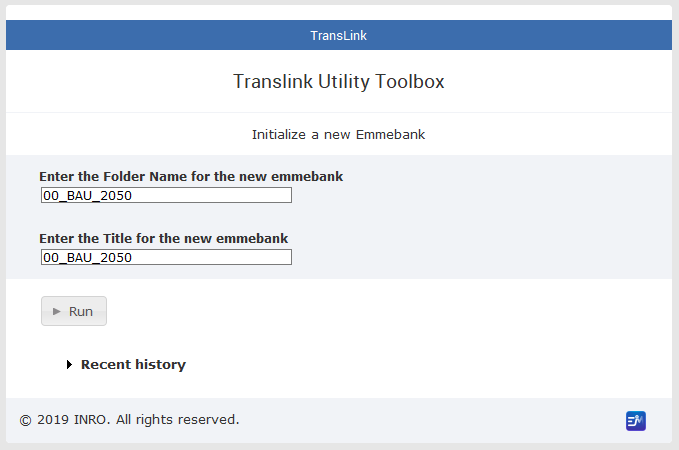 TransLink
Translink Utility Toolbox
Initialize a new Emmebank
Enter the Folder Name for the new emmebank
00_BAU_2050
Enter the Title for the new emmebank
00_BAU_2050
Run
Recent history
© 2019 INRO. All rights reserved.